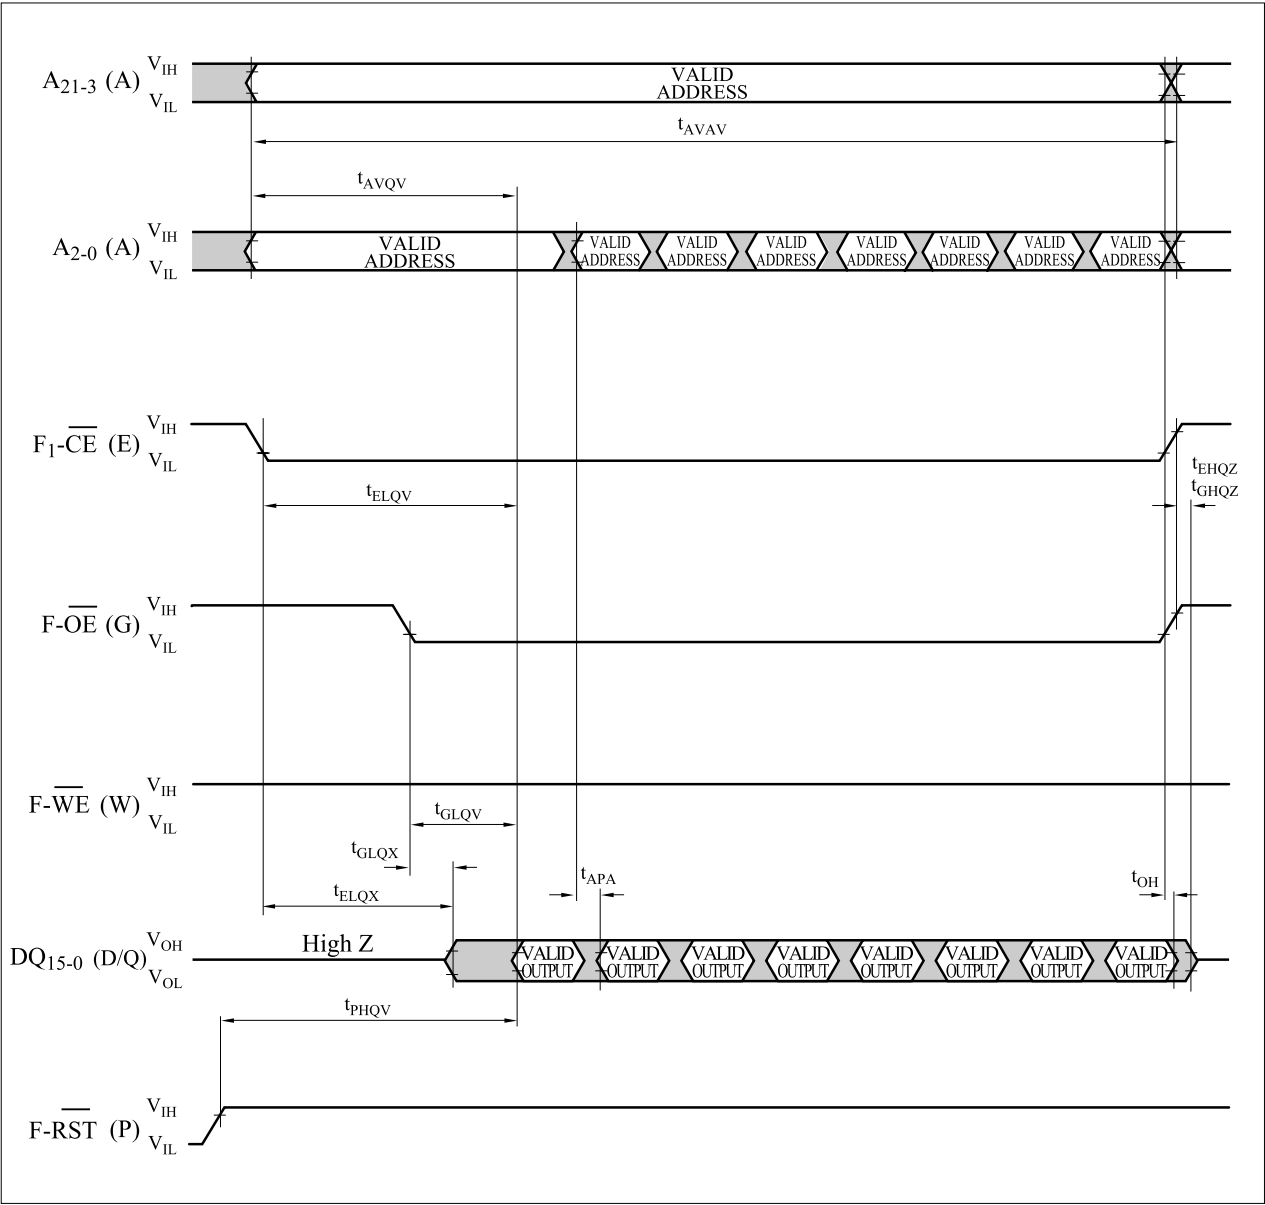 A21-3 (A) VIH VIL VALID
ADDRESS
tAVAV
tAVQV
A2-0 (A) VIH VIL VALID VALID VALID VALID VALID VALID VALID VALID
ADDRESS ADDRESS ADDRESS ADDRESS ADDRESS ADDRESS ADDRESS ADDRESS
F1-CE (E) VIH VIL
tEHQZ
tELQV tGHQZ
F-OE (G) VIH VIL
F-WE (W) VIH VIL
tGLQV
tGLQX
tELQX tAPA tOH
DQ15-0 (D/Q) VOH VOL High Z VALID VALID VALID VALID VALID VALID VALID VALID
OUTPUT OUTPUT OUTPUT OUTPUT OUTPUT OUTPUT OUTPUT OUTPUT
tPHQV
F-RST (P) VIH VIL